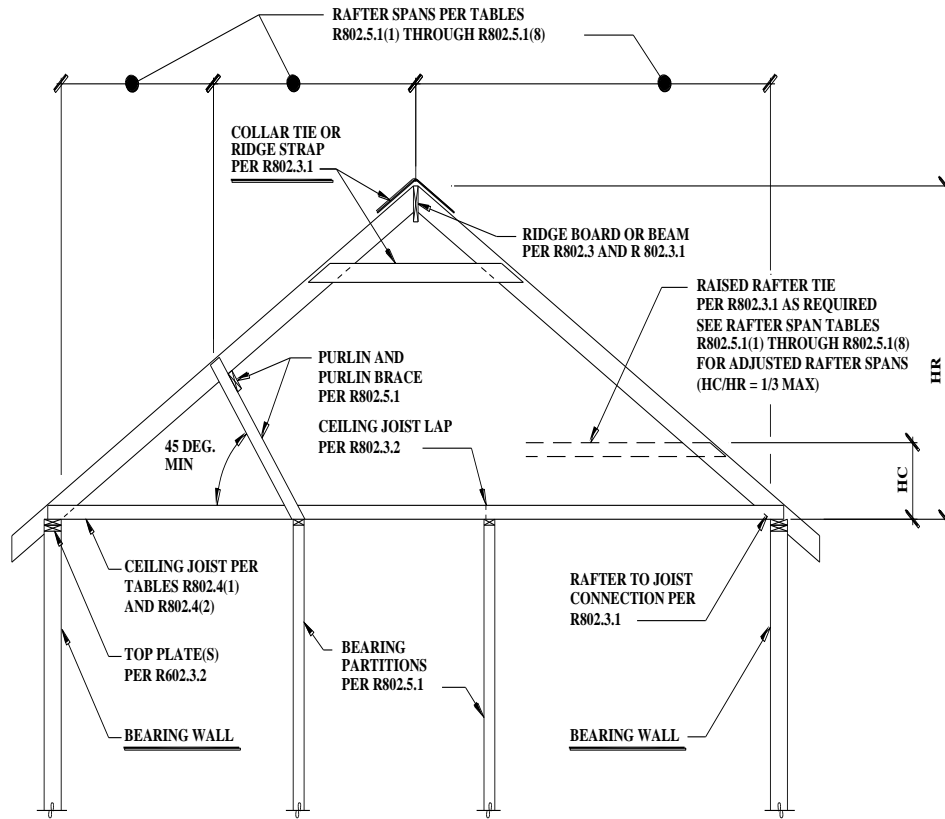 RAFTER SPANS PER TABLES
R802.5.1(1) THROUGH R802.5.1(8)
COLLAR TIE OR
RIDGE STRAP
PER R802.3.1
RIDGE BOARD OR BEAM
PER R802.3 AND R 802.3.1
RAISED RAFTER TIE
PER R802.3.1 AS REQUIRED
SEE RAFTER SPAN TABLES
R802.5.1(1) THROUGH R802.5.1(8)
FOR ADJUSTED RAFTER SPANS
(HC/HR = 1/3 MAX)
HR
PURLIN AND
PURLIN BRACE
PER R802.5.1
45 DEG.
MIN
CEILING JOIST LAP
PER R802.3.2
HC
CEILING JOIST PER
TABLES R802.4(1)
AND R802.4(2)
RAFTER TO JOIST
CONNECTION PER
R802.3.1
TOP PLATE(S)
PER R602.3.2
BEARING
PARTITIONS
PER R802.5.1
BEARING WALL
BEARING WALL